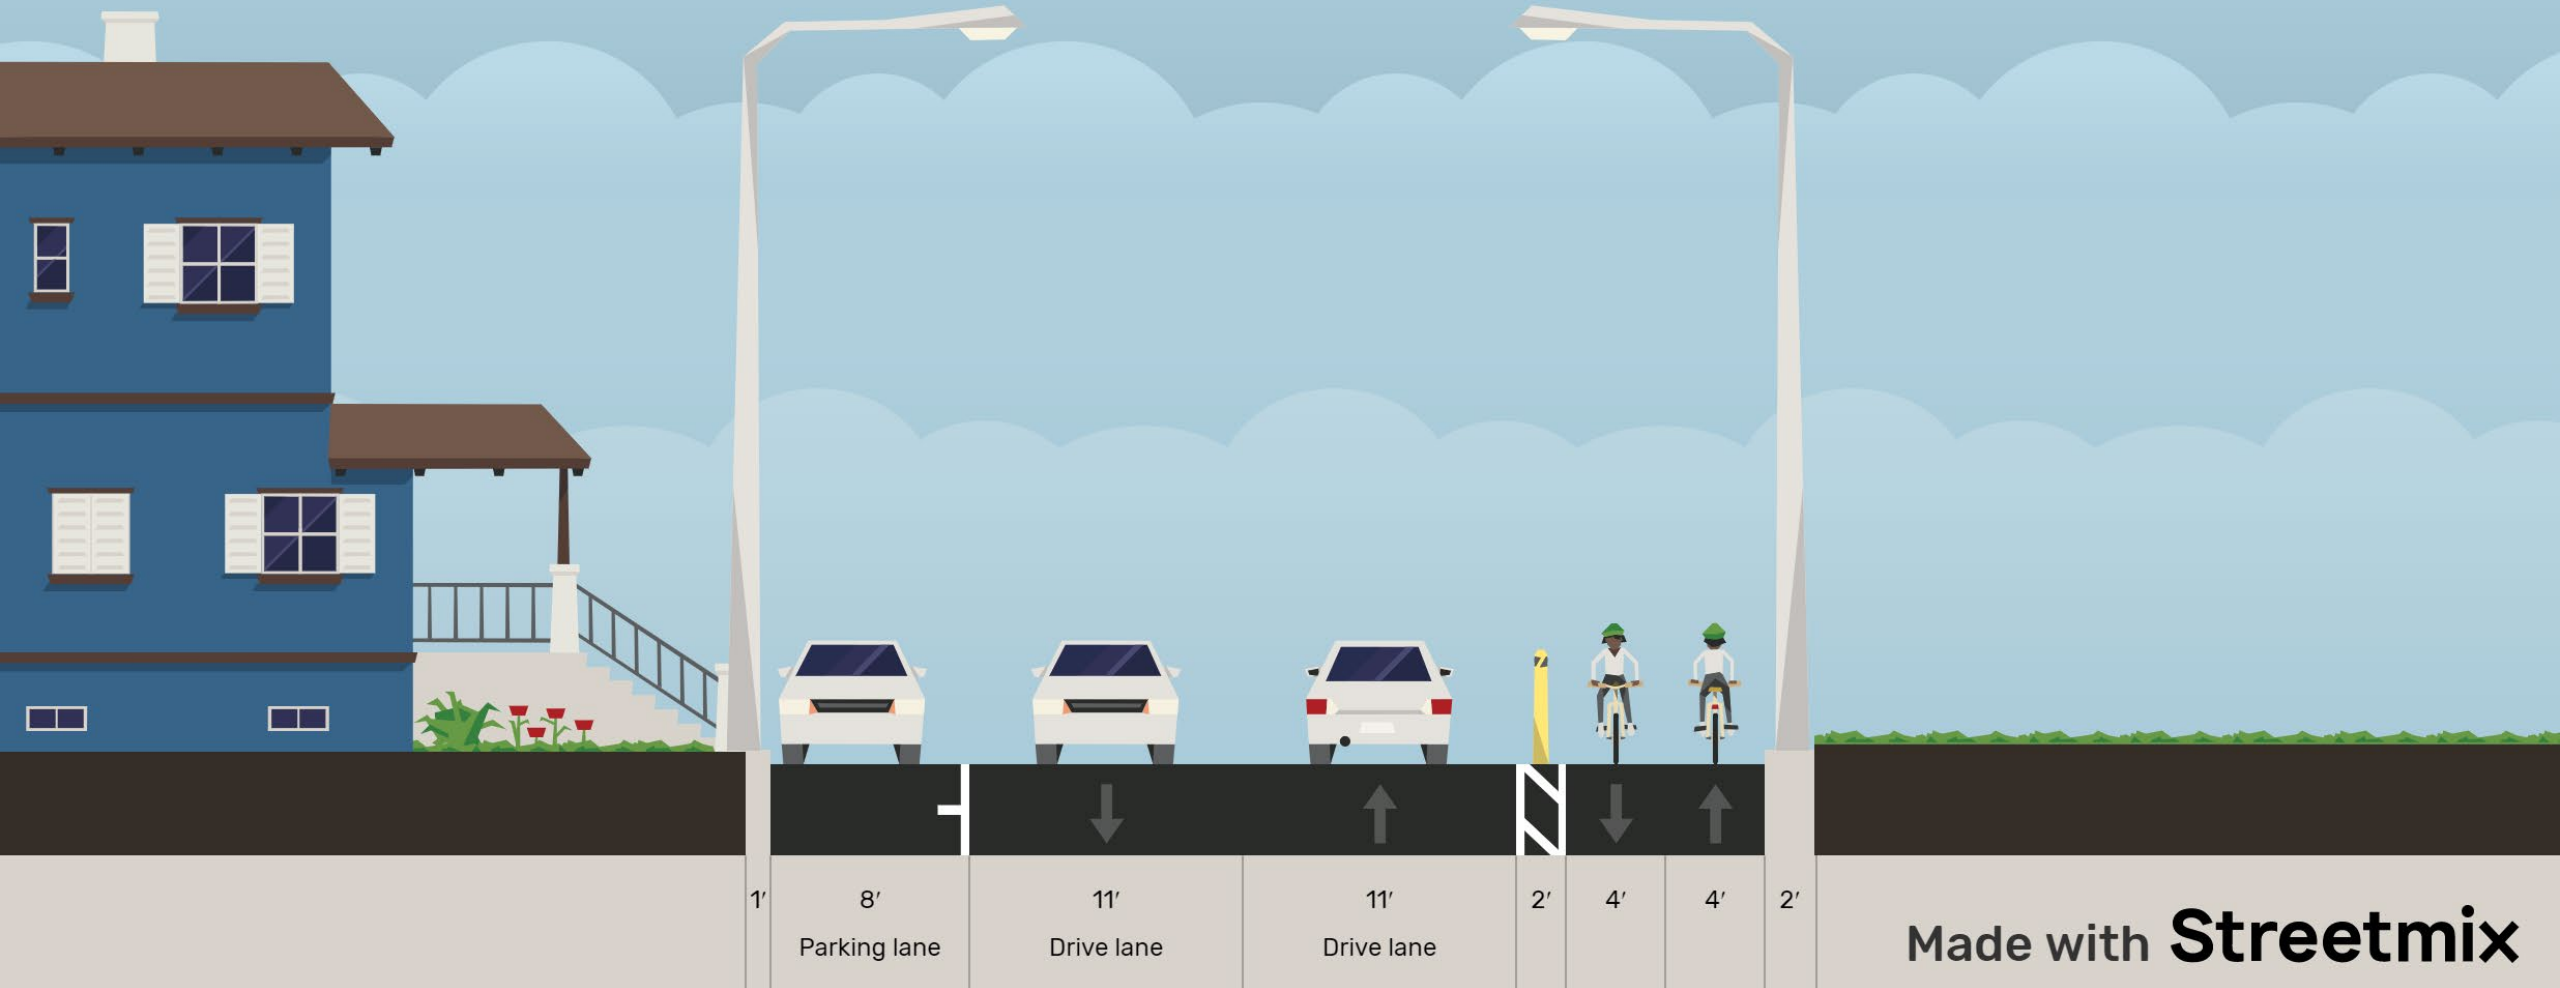 1′ 8′ 11′ 11′ 2′ 4′ 4′ 2′
Parking lane Drive lane Drive lane
Made with Streetmix